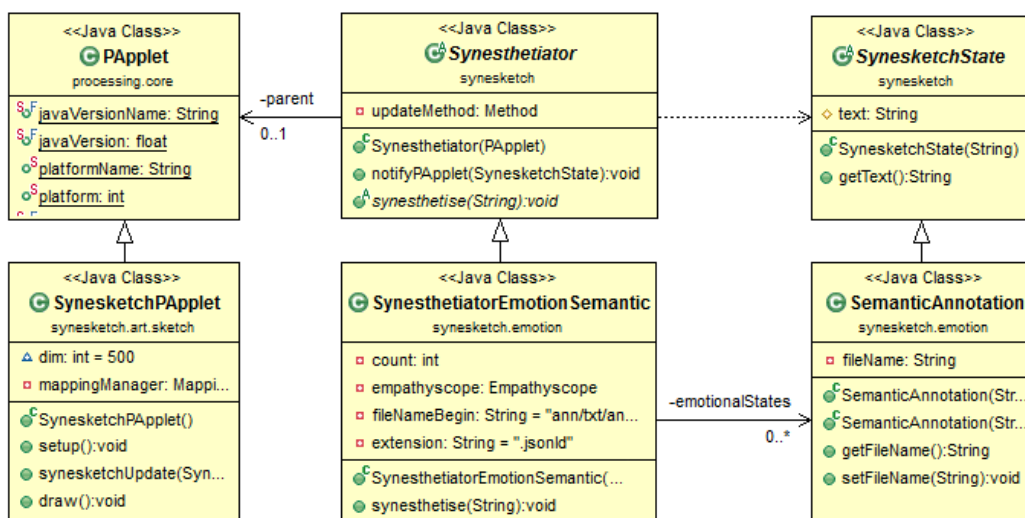 <<Java Class>>
PApplet
processing.core
javaVersionName: String
javaVersion: float
platformName: String
platform: int
-parent
0..1
<<Java Class>>
Synesthetiator
synesketch
updateMethod: Method
Synesthetiator(PApplet)
notifyPApplet(SynesketchState):void
synesthetise(String):void
<<Java Class>>
SynesketchState
synesketch
text: String
SynesketchState(String)
getText():String
<<Java Class>>
SynesketchPApplet
synesketch.art.sketch
dim: int = 500
mappingManager: Mappi...
SynesketchPApplet()
setup():void
synesketchUpdate(Syn...
draw():void
<<Java Class>>
SynesthetiatorEmotionSemantic
synesketch.emotion
count: int
empathyscope: Empathyscope
fileNameBegin: String = "ann/txt/an...
extension: String = ".jsonld"
SynesthetiatorEmotionSemantic(...
synesthetise(String):void
-emotionalStates
0..*
<<Java Class>>
SemanticAnnotation
synesketch.emotion
fileName: String
SemanticAnnotation(Str...
SemanticAnnotation(Str...
getFileName():String
setFileName(String):void